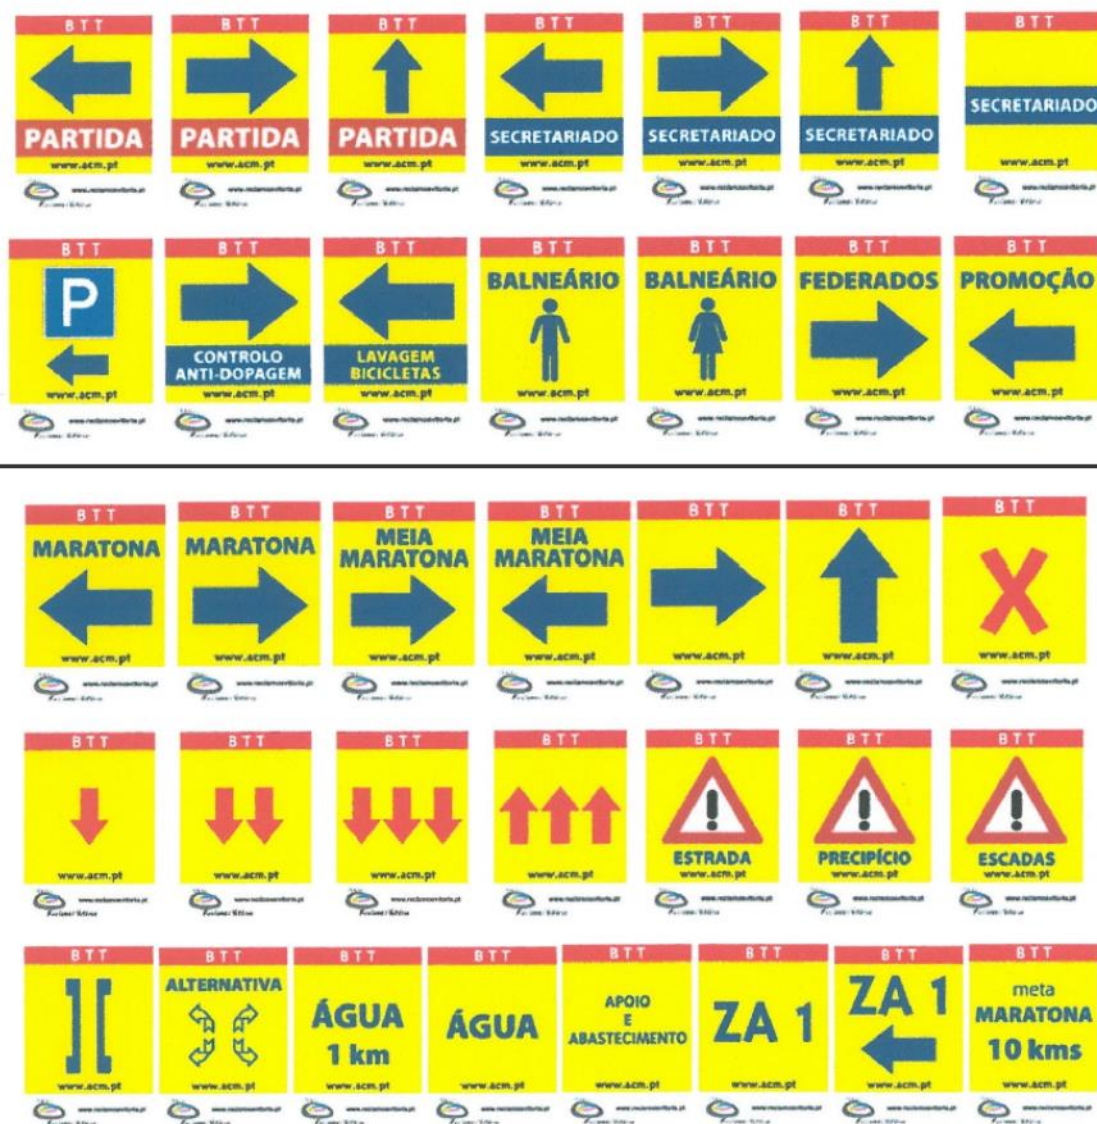 BTT BTT BTT BTT BTT BTT BTT
PARTIDA PARTIDA PARTIDA SECRETARIADO SECRETARIADO SECRETARIADO SECRETARIADO
www.acm.pt www.acm.pt www.acm.pt www.acm.pt www.acm.pt www.acm.pt www.acm.pt
BTT BTT BTT BTT BTT BTT BTT
P
BALNEÁRIO BALNEÁRIO FEDERADOS PROMOÇÃO
CONTROLO LAVAGEM
ANTI-DOPAGEM BICICLETAS
www.acm.pt www.acm.pt www.acm.pt www.acm.pt www.acm.pt www.acm.pt www.acm.pt
BTT BTT BTT BTT BTT BTT BTT
MARATONA MARATONA MEIA MEIA
MARATONA MARATONA
www.acm.pt www.acm.pt www.acm.pt www.acm.pt www.acm.pt www.acm.pt www.acm.pt
BTT BTT BTT BTT BTT BTT BTT
ESTRADA PRECIPÍCIO ESCADAS
www.acm.pt www.acm.pt www.acm.pt www.acm.pt www.acm.pt www.acm.pt www.acm.pt
BTT BTT BTT BTT BTT BTT BTT BTT
ALTERNATIVA ÁGUA ÁGUA APOIO ZA 1 ZA 1 meta
1 km E MARATONA
ABASTECIMENTO 10 kms
www.acm.pt www.acm.pt www.acm.pt www.acm.pt www.acm.pt www.acm.pt www.acm.pt www.acm.pt